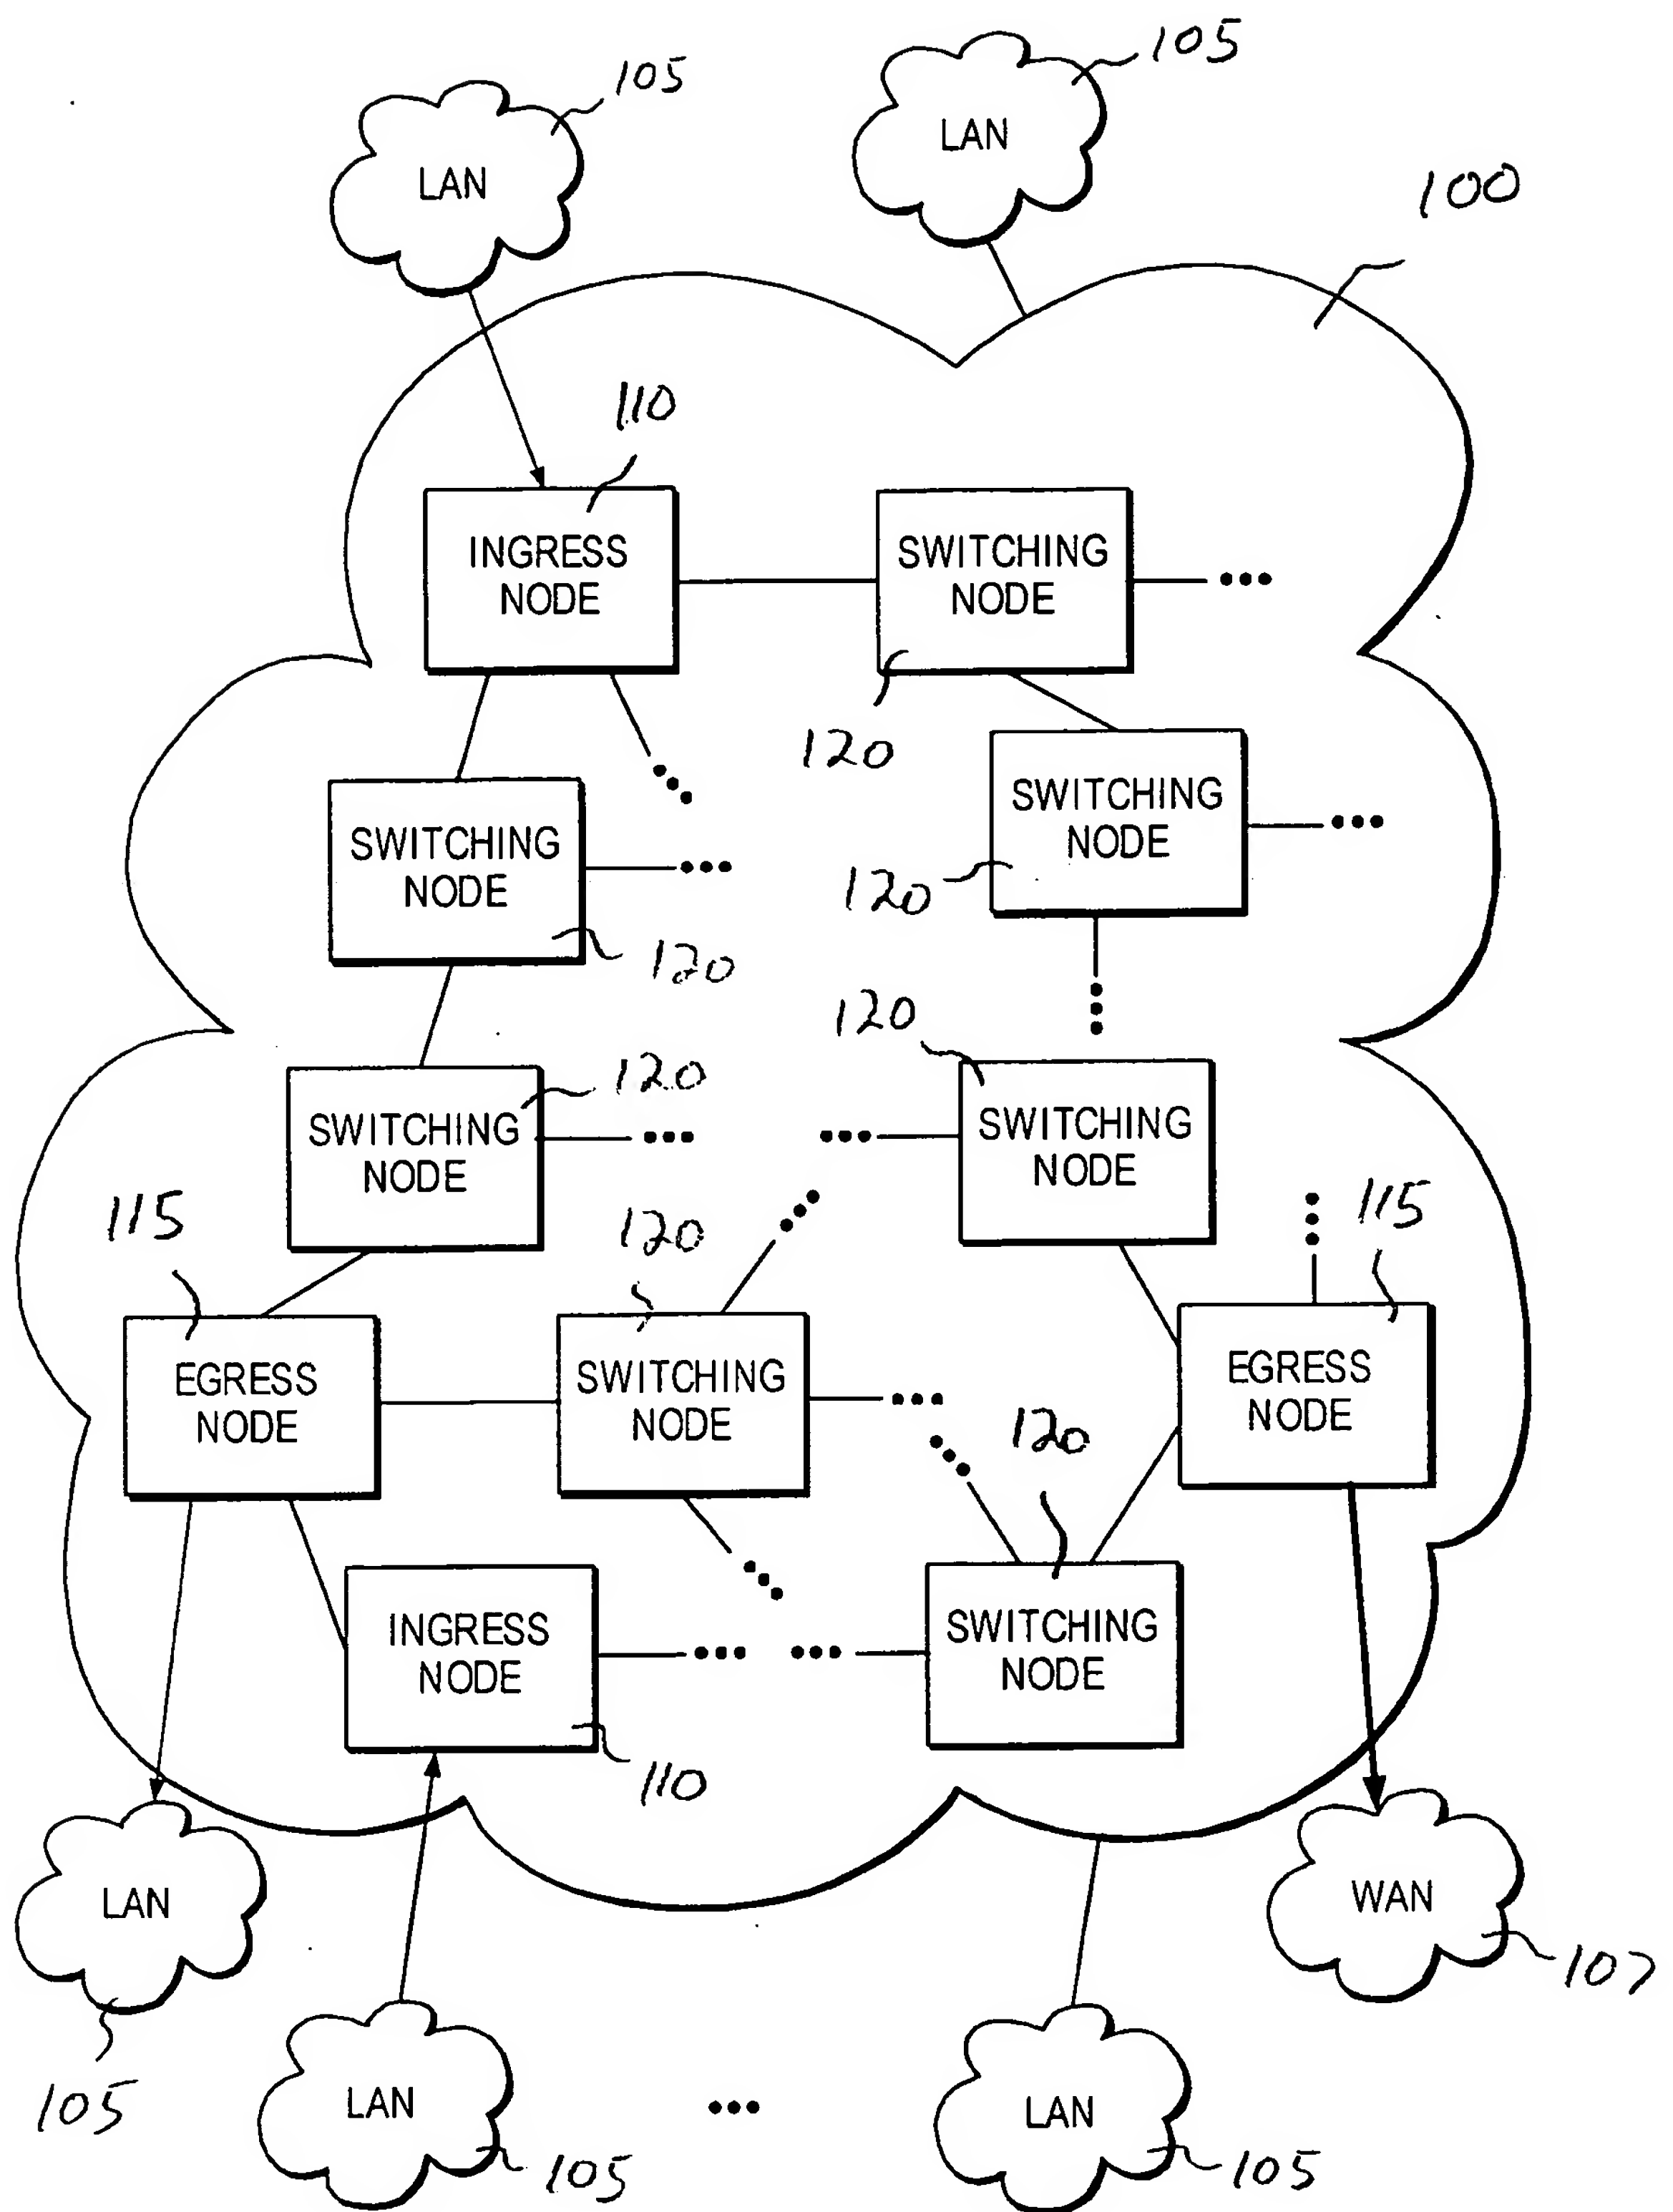 105
105
LAN
LAN
100
110
INGRESS
NODE
SWITCHING
NODE
120
SWITCHING
NODE
120
SWITCHING
NODE
120
120
SWITCHING
NODE
120
SWITCHING
NODE
115
120
115
EGRESS
NODE
SWITCHING
NODE
EGRESS
NODE
120
INGRESS
NODE
110
SWITCHING
NODE
LAN
105
WAN
107
LAN
105
LAN
105